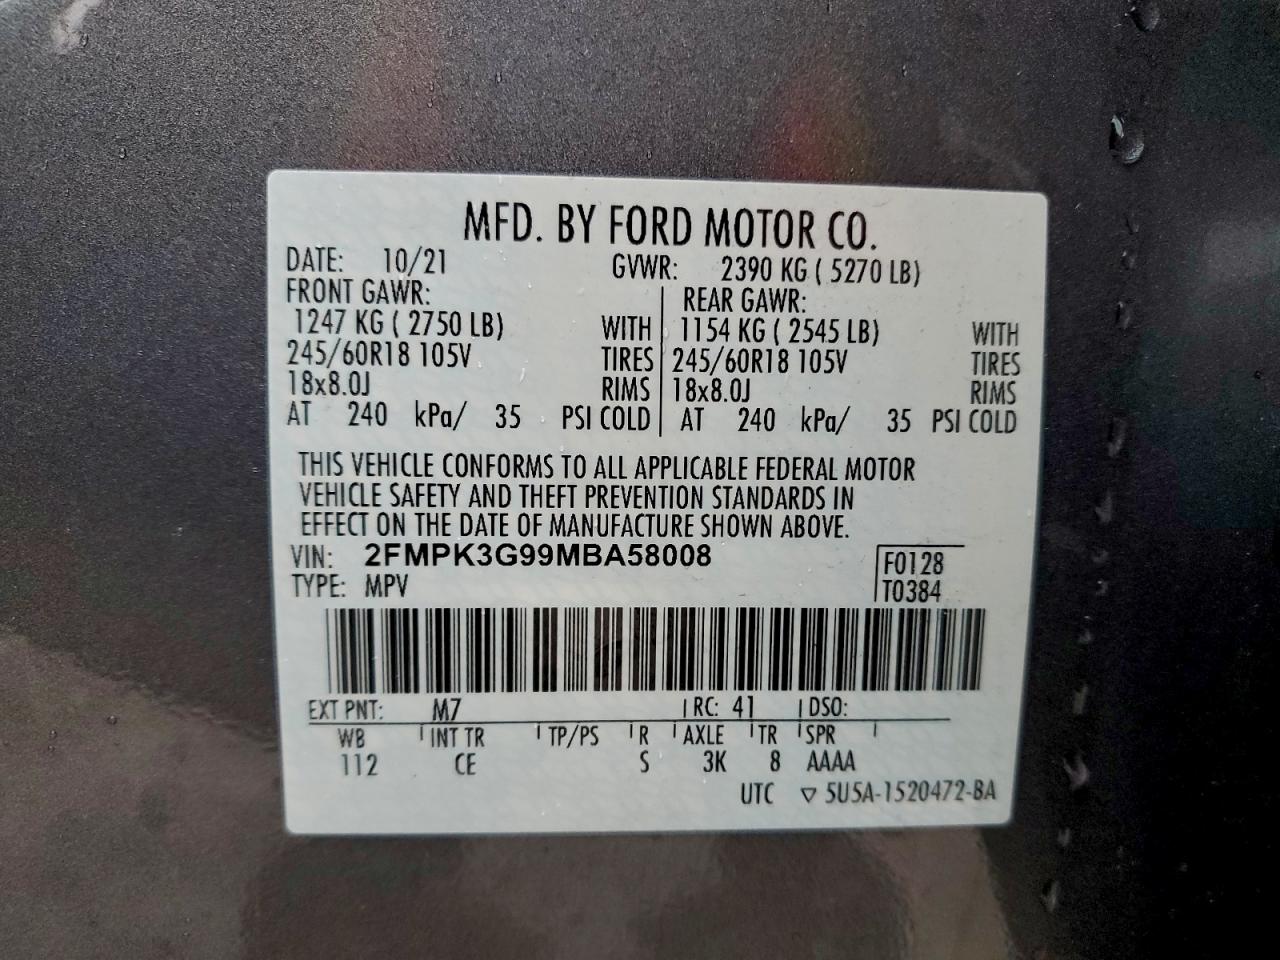 MFD. BY FORD MOTOR CO.
DATE: 10/21 GVWR: 2390 KG ( 5270 LB)
FRONT GAWR: REAR GAWR:
1247 KG ( 2750 LB) WITH 1154 KG ( 2545 LB) WITH
245/60R18 105V TIRES 245/60R18 105V TIRES
18x8.0J RIMS 18x8.0J RIMS
AT 240 kPa/ 35 PSI COLD AT 240 kPa/ 35 PSI COLD
THIS VEHICLE CONFORMS TO ALL APPLICABLE FEDERAL MOTOR
VEHICLE SAFETY AND THEFT PREVENTION STANDARDS IN
EFFECT ON THE DATE OF MANUFACTURE SHOWN ABOVE.
VIN: 2FMPK3G99MBA58008 F0128
TYPE: MPV T0384
EXT PNT: M7 RC: 41 DSO:
WB INT TR TP/PS R AXLE TR SPR
112 CE S 3K 8 AAAA
UTC ▽ 5U5A-1520472-BA